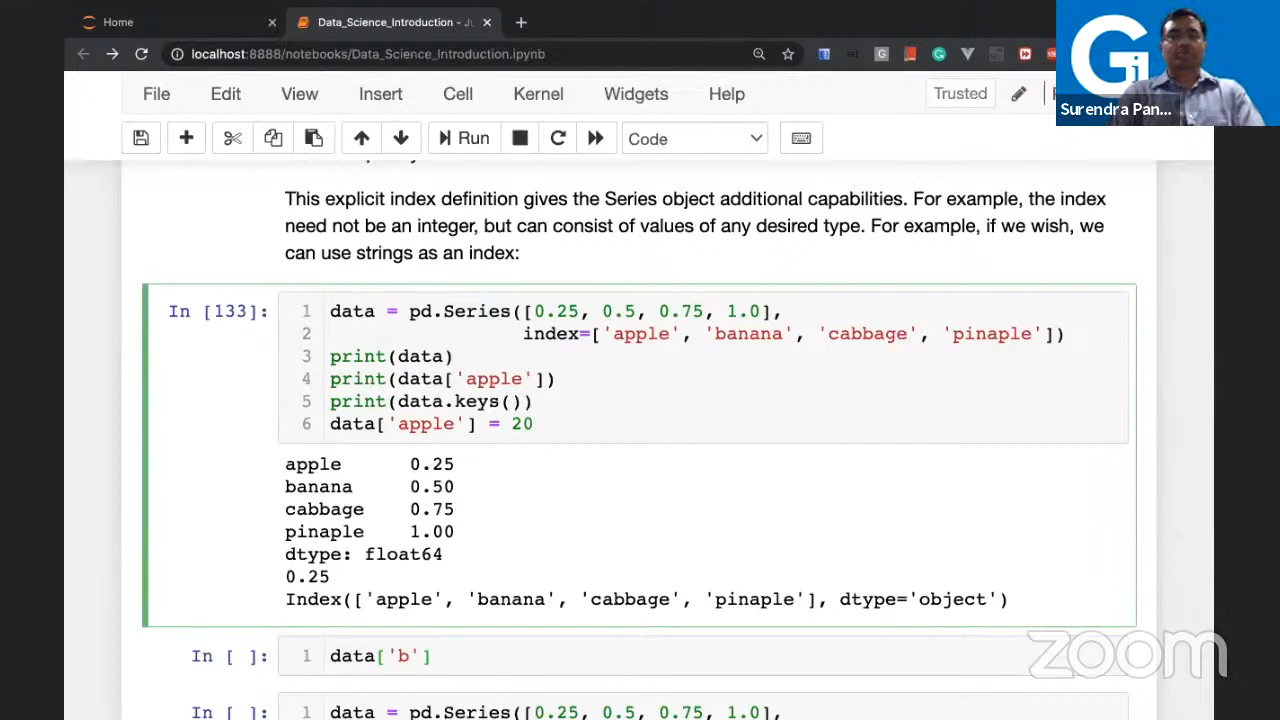 Home
Data_Science_Introduction - Ju
localhost:8888/notebooks/Data_Science_Introduction.ipynb
Gi
Surendra Pan...
File Edit View Insert Cell Kernel Widgets Help
Trusted
Run
Code
This explicit index definition gives the Series object additional capabilities. For example, the index
need not be an integer, but can consist of values of any desired type. For example, if we wish, we
can use strings as an index:
In [133]:
1 data = pd.Series([0.25, 0.5, 0.75, 1.0],
2 index=['apple', 'banana', 'cabbage', 'pinaple'])
3 print(data)
4 print(data['apple'])
5 print(data.keys())
6 data['apple'] = 20
apple 0.25
banana 0.50
cabbage 0.75
pinaple 1.00
dtype: float64
0.25
Index(['apple', 'banana', 'cabbage', 'pinaple'], dtype='object')
In [ ]: 1 data['b']
zoom
In [ ]: 1 data = pd.Series([0.25, 0.5, 0.75, 1.0],